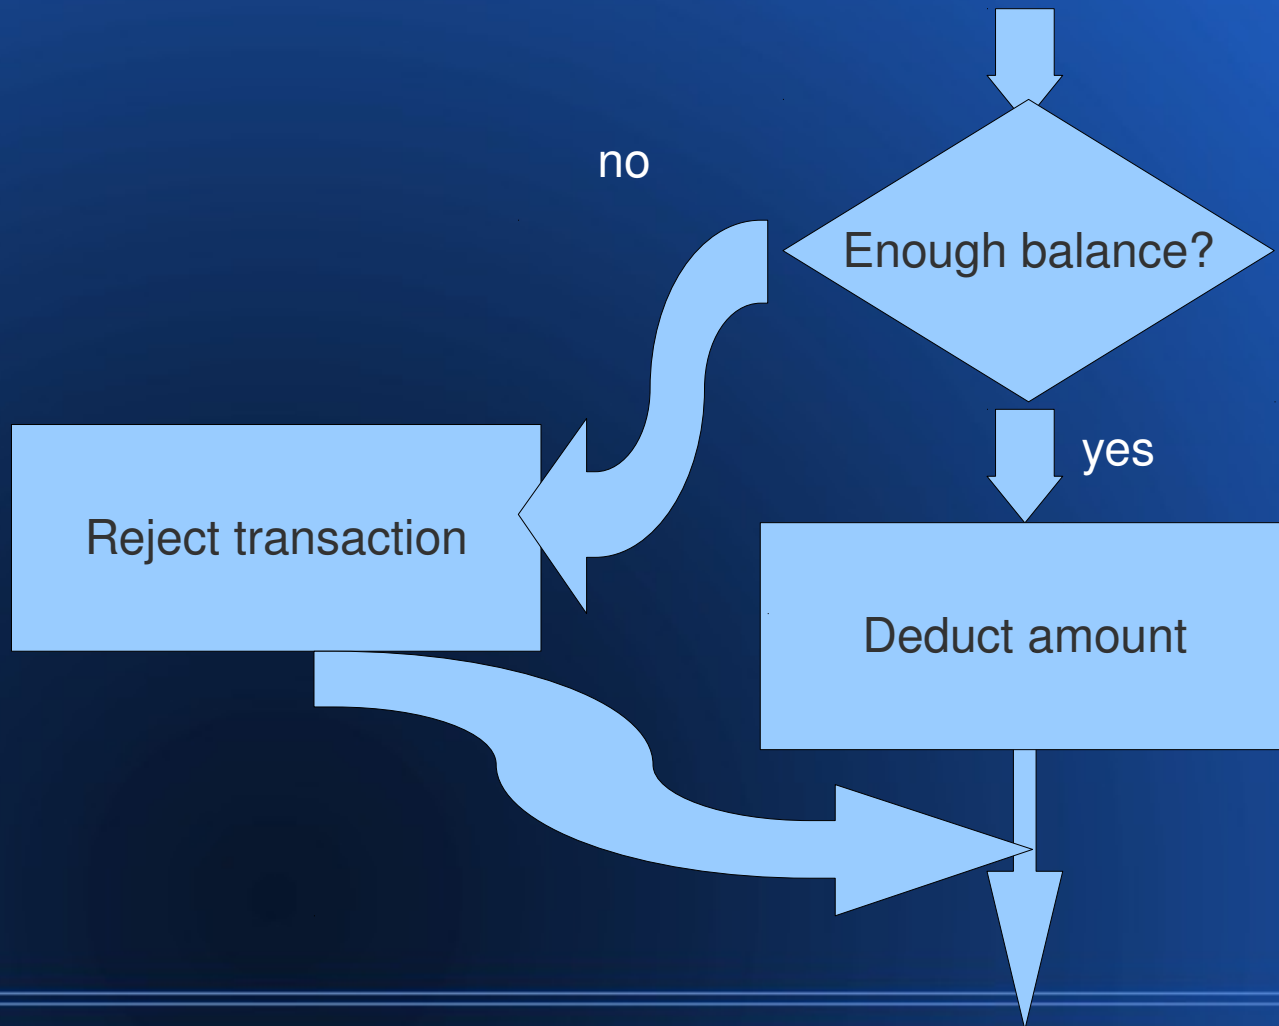 no
Enough balance?
yes
Reject transaction
Deduct amount